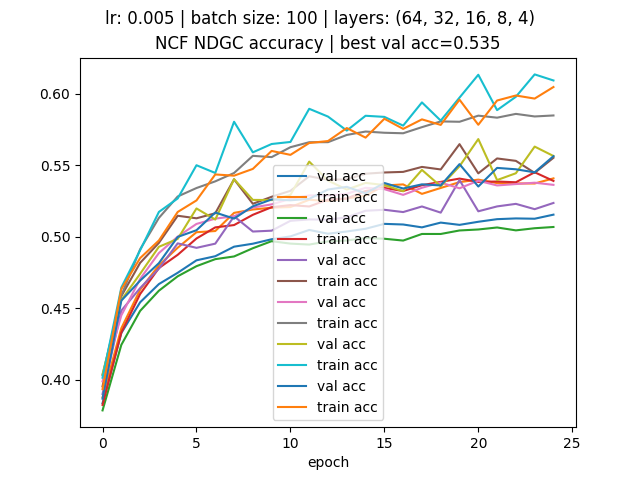 lr: 0.005 | batch size: 100 | layers: (64, 32, 16, 8, 4)
NCF NDGC accuracy | best val acc=0.535
0.60
0.55
0.50
0.45
0.40
val acc
train acc
val acc
train acc
val acc
train acc
val acc
train acc
val acc
train acc
val acc
train acc
0
5
10
15
20
25
epoch